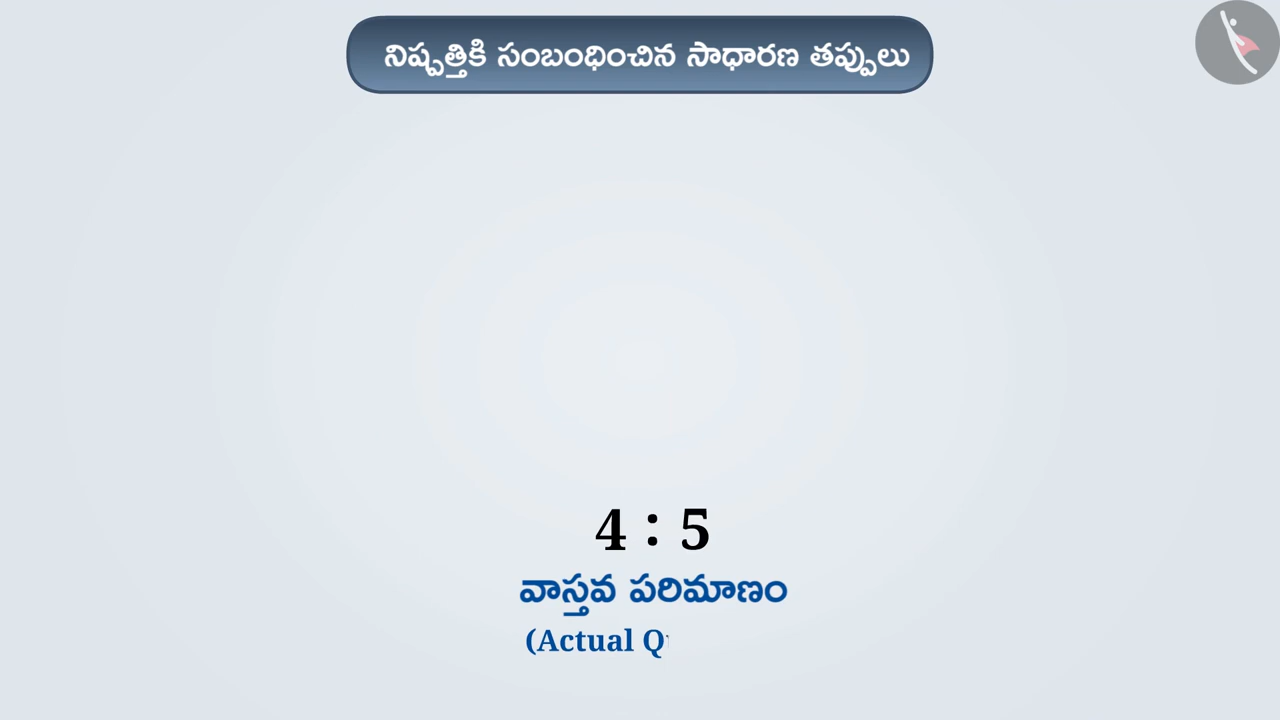 నిష్పత్తికి సంబంధించిన సాధారణ తప్పులు
4 : 5
వాస్తవ పరిమాణం
(Actual Q